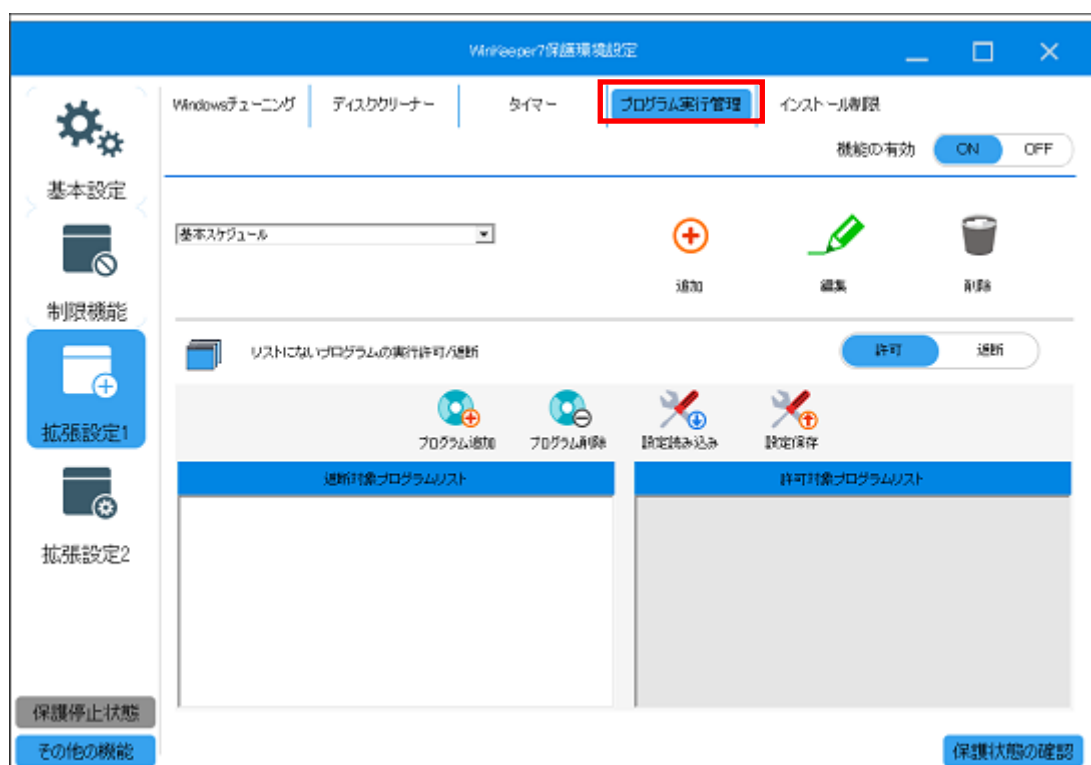 WinKeeper7保護環境設定
Windowsチューニング ディスククリーナー タイマー プログラム実行管理 インストール制限
機能の有効 ON OFF
基本設定
基本スケジュール
追加 編集 削除
制限機能
リストにないプログラムの実行許可/遮断 許可 遮断
拡張設定1
プログラム追加 プログラム削除 設定読み込み 設定保存
遮断対象プログラムリスト 許可対象プログラムリスト
拡張設定2
保護停止状態
その他の機能 保護状態の確認